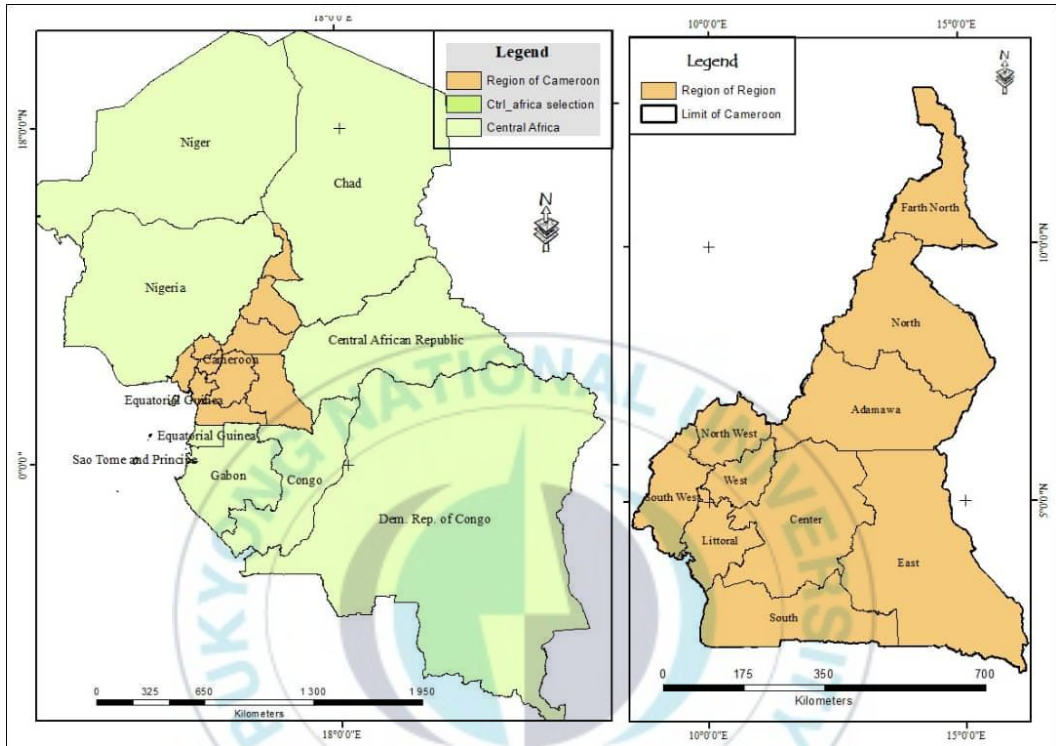 18°0'0"E
Legend
Region of Cameroon
Ctrl_africa selection
Central Africa
18°0'0"N
0°0'0"
Niger
Chad
N
Nigeria
Central African Republic
Cameroon
Equatorial Guinea
Equatorial Guinea
Sao Tome and Principe
Gabon
Congo
Dem. Rep. of Congo
0 325 650 1 300 1 950
Kilometers
18°0'0"E
10°0'0"E 15°0'0"E
Legend
Region of Region
Limit of Cameroon
N
Farth North
10°0'0"N
North
Adamawa
North West
West
South West
5°0'0"N
Center
Littoral
East
South
0 175 350 700
Kilometers
10°0'0"E 15°0'0"E
PUKYONG NATIONAL UNIVERSITY